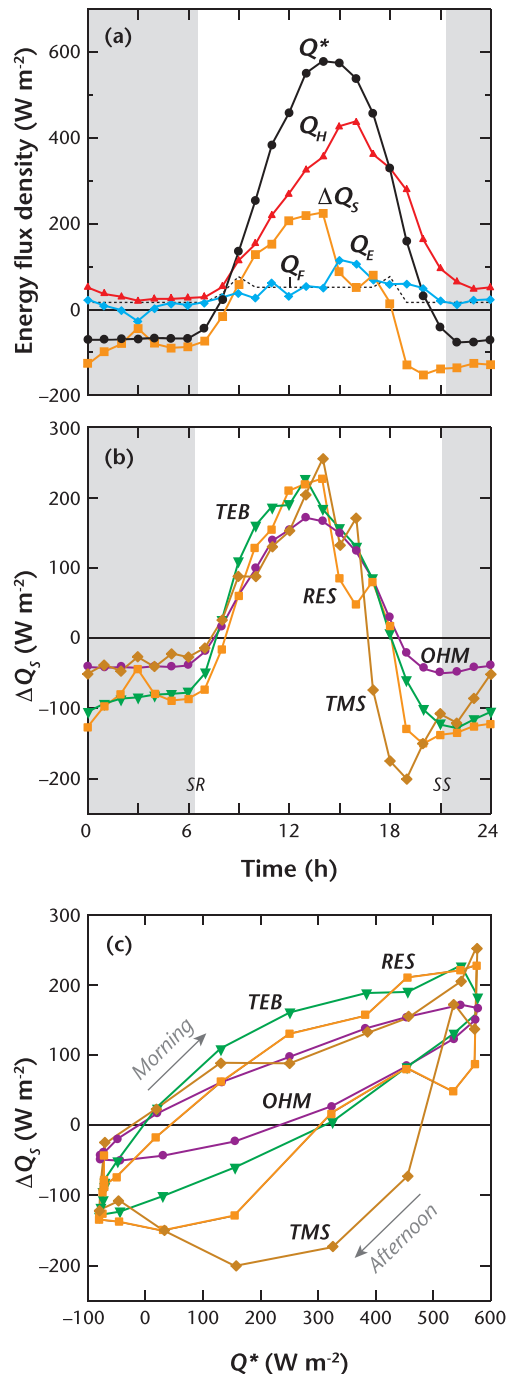 (a)
Energy flux density (W m-2)
600
400
200
0
−200
Q*
Q_H
ΔQ_S
Q_E
Q_F
(b)
ΔQ_S (W m-2)
300
200
100
0
−100
−200
TEB
RES
OHM
TMS
SR
SS
0 6 12 18 24
Time (h)
(c)
ΔQ_S (W m-2)
300
200
100
0
−100
−200
RES
TEB
Morning
OHM
TMS
Afternoon
−100 0 100 200 300 400 500 600
Q* (W m-2)